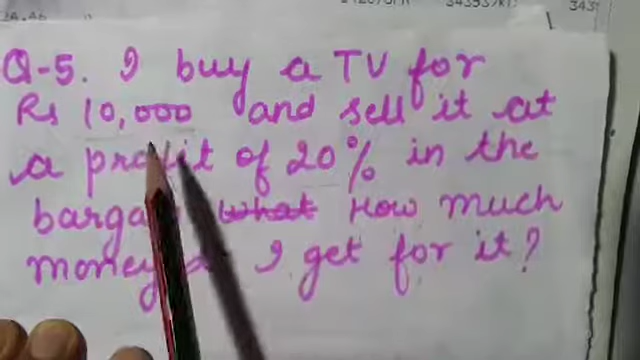 Q-5. I buy a TV for
Rs 10,000 and sell it at
a profit of 20% in the
what How much
money I get for it?